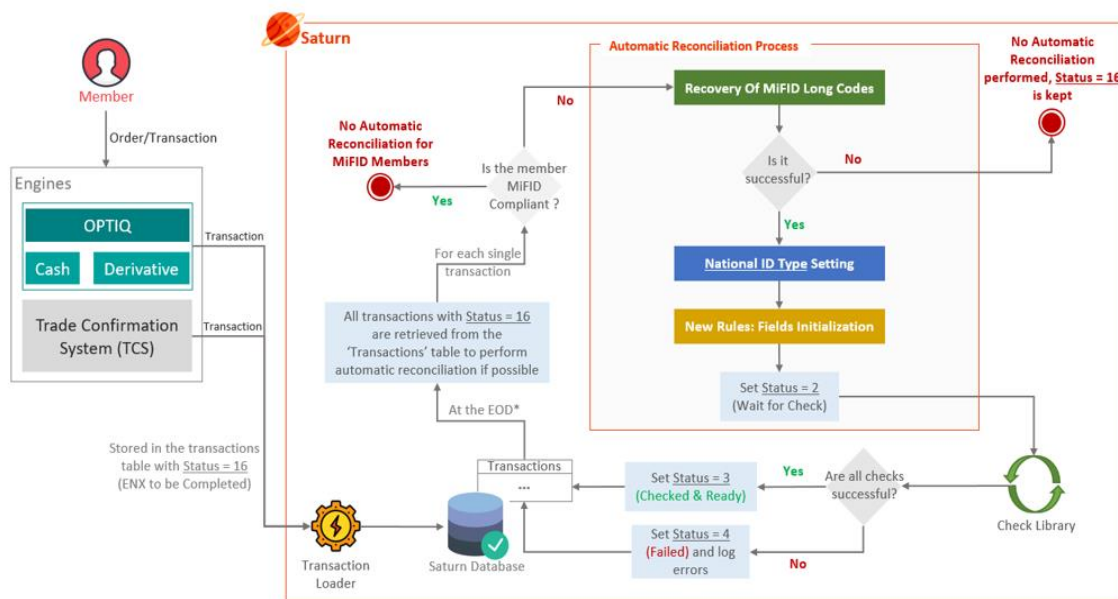 Saturn
Member
Order/Transaction
Engines
OPTIQ
Cash
Derivative
Trade Confirmation
System (TCS)
Transaction
Transaction
Stored in the transactions
table with Status = 16
(ENX to be Completed)
Transaction
Loader
Saturn Database
Transactions
...
At the EOD*
All transactions with Status = 16
are retrieved from the
‘Transactions’ table to perform
automatic reconciliation if possible
For each single
transaction
Is the member
MiFID
Compliant ?
Yes
No Automatic
Reconciliation for
MiFID Members
No
Automatic Reconciliation Process
Recovery Of MiFID Long Codes
Is it
successful?
No
No Automatic
Reconciliation
performed, Status = 16
is kept
Yes
National ID Type Setting
New Rules: Fields Initialization
Set Status = 2
(Wait for Check)
Check Library
Are all checks
successful?
Yes
Set Status = 3
(Checked & Ready)
No
Set Status = 4
(Failed) and log
errors